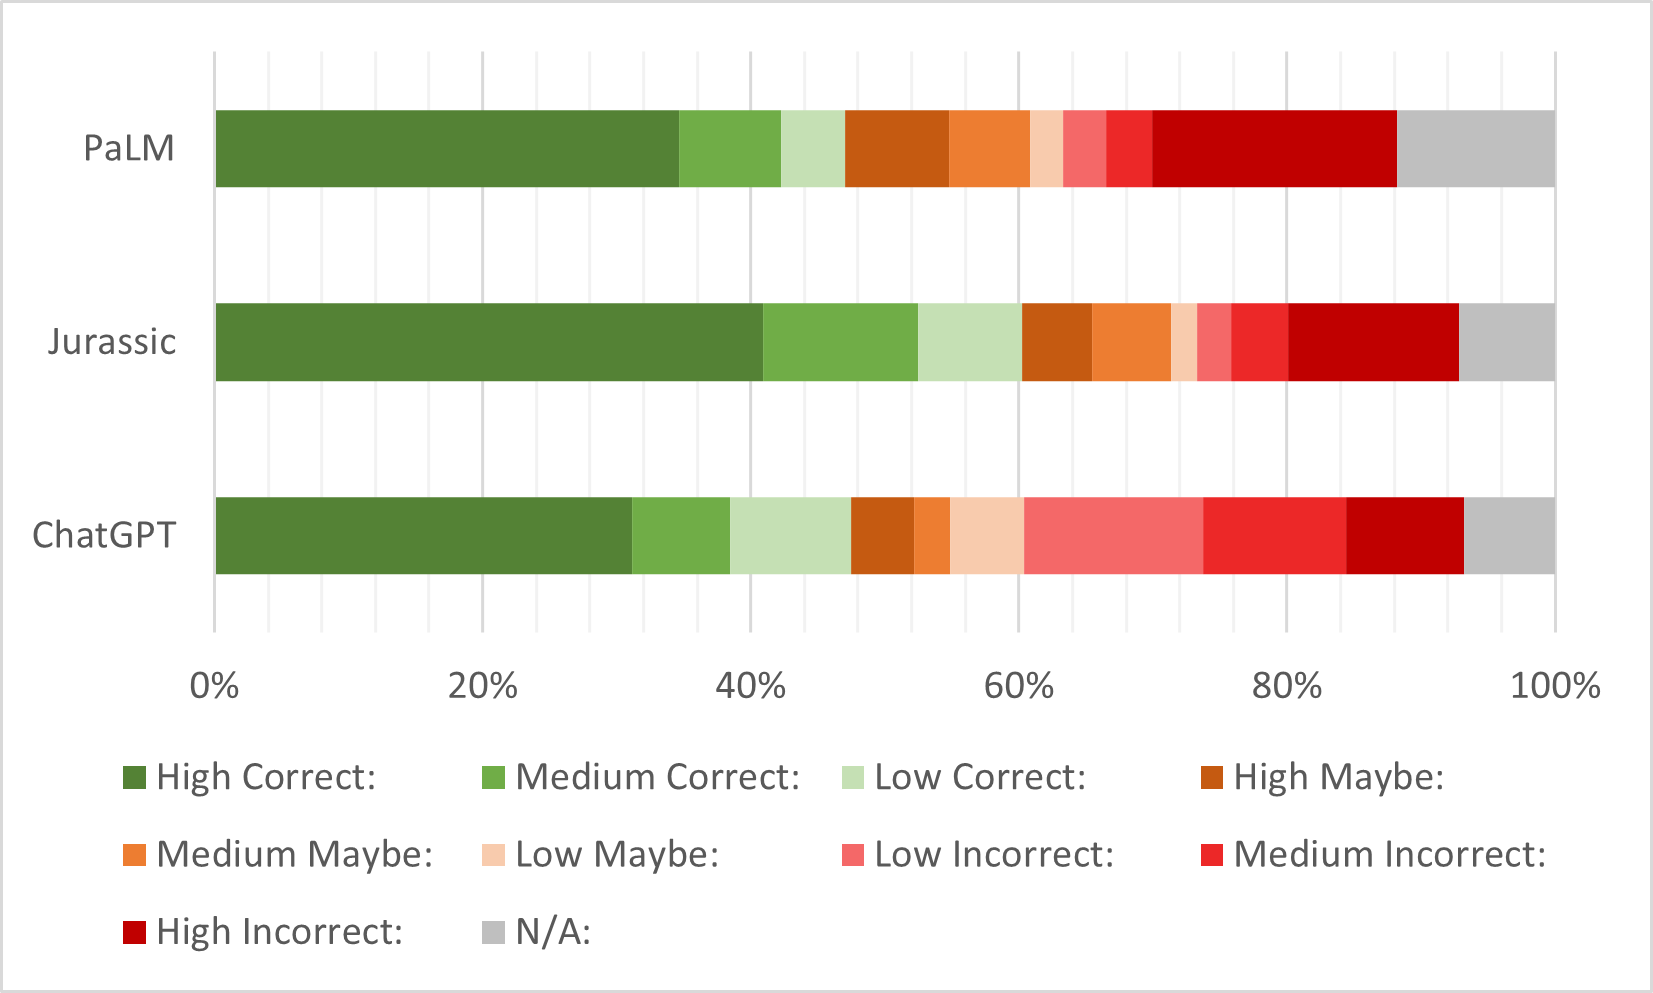 PaLM
Jurassic
ChatGPT
0% 20% 40% 60% 80% 100%
High Correct: Medium Correct: Low Correct: High Maybe:
Medium Maybe: Low Maybe: Low Incorrect: Medium Incorrect:
High Incorrect: N/A: